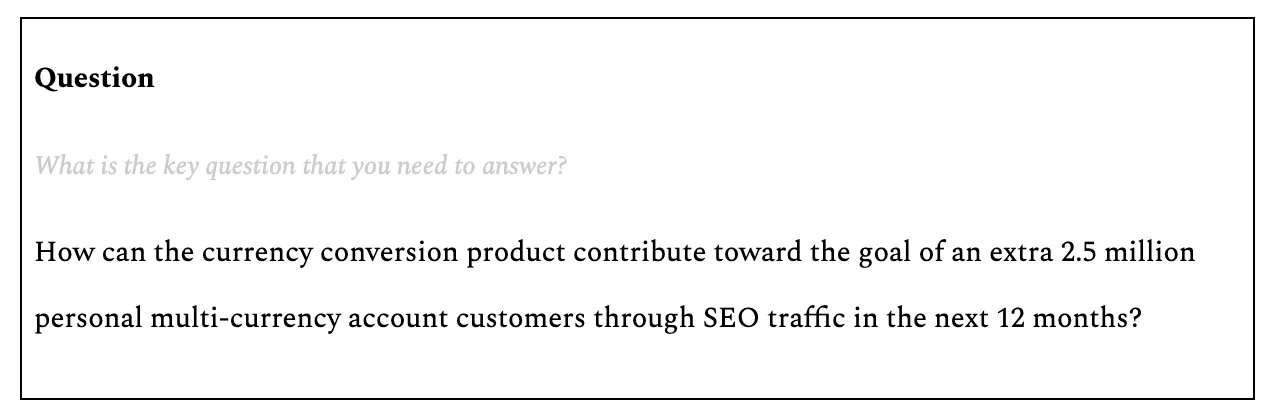 Question
What is the key question that you need to answer?
How can the currency conversion product contribute toward the goal of an extra 2.5 million
personal multi-currency account customers through SEO traffic in the next 12 months?